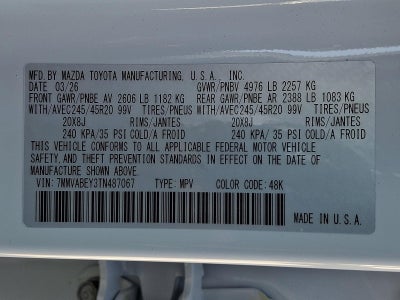 MFD.BY MAZDA TOYOTA MANUFACTURING, U.S.A., INC.
DATE 03/26 GVWR/PNBV 4976 LB 2257 KG
FRONT GAWR/PNBE AV 2606 LB 1182 KG REAR GAWR/PNBE AR 2388 LB 1083 KG
WITH/AVEC 245/45R20 99V TIRES/PNEUS WITH/AVEC 245/45R20 99V TIRES/PNEUS
20X8J RIMS/JANTES 20X8J RIMS/JANTES
240 KPA/35 PSI COLD/A FROID 240 KPA/35 PSI COLD/A FROID
THIS VEHICLE CONFORMS TO ALL APPLICABLE FEDERAL MOTOR VEHICLE
SAFETY, AND THEFT PREVENTION STANDARDS IN EFFECT ON THE DATE OF
MANUFACTURE SHOWN ABOVE.
VIN: 7MMVABEY3TN487067 TYPE: MPV COLOR CODE: 48K
MADE IN U.S.A.